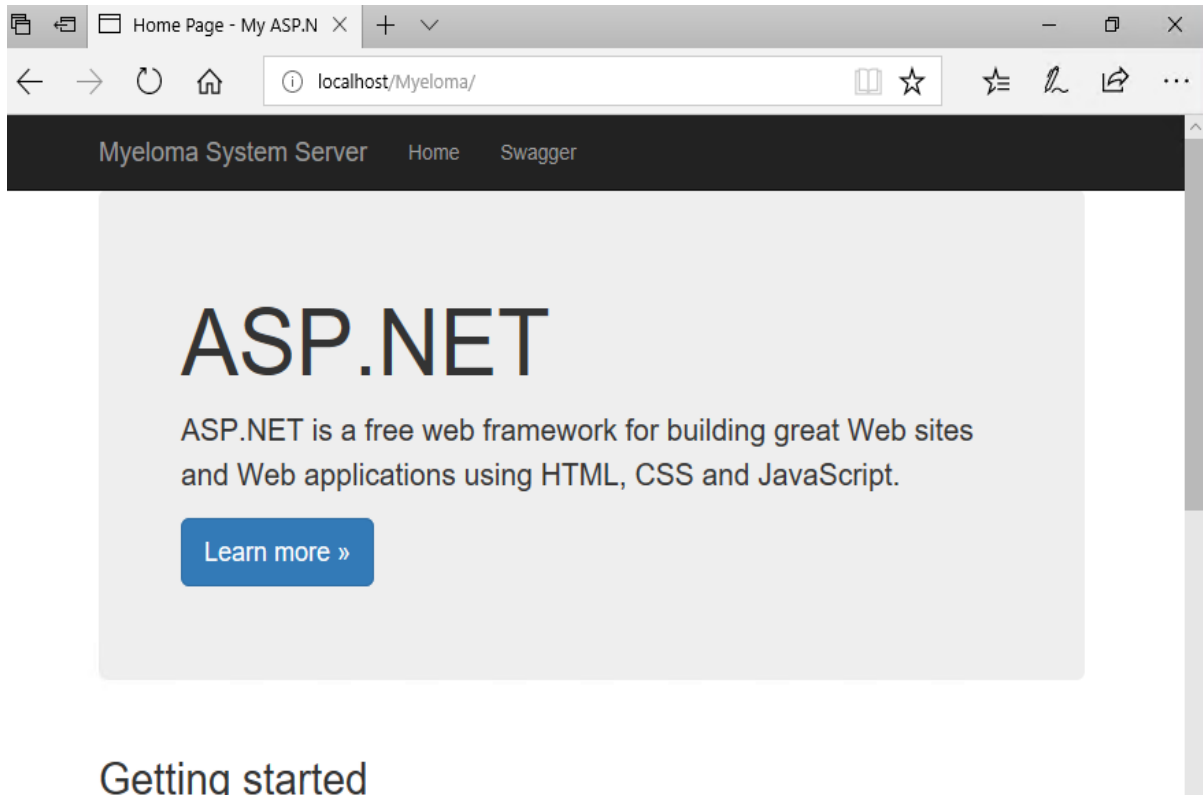 Home Page - My ASP.N
localhost/Myeloma/
Myeloma System Server Home Swagger
ASP.NET
ASP.NET is a free web framework for building great Web sites
and Web applications using HTML, CSS and JavaScript.
Learn more »
Getting started